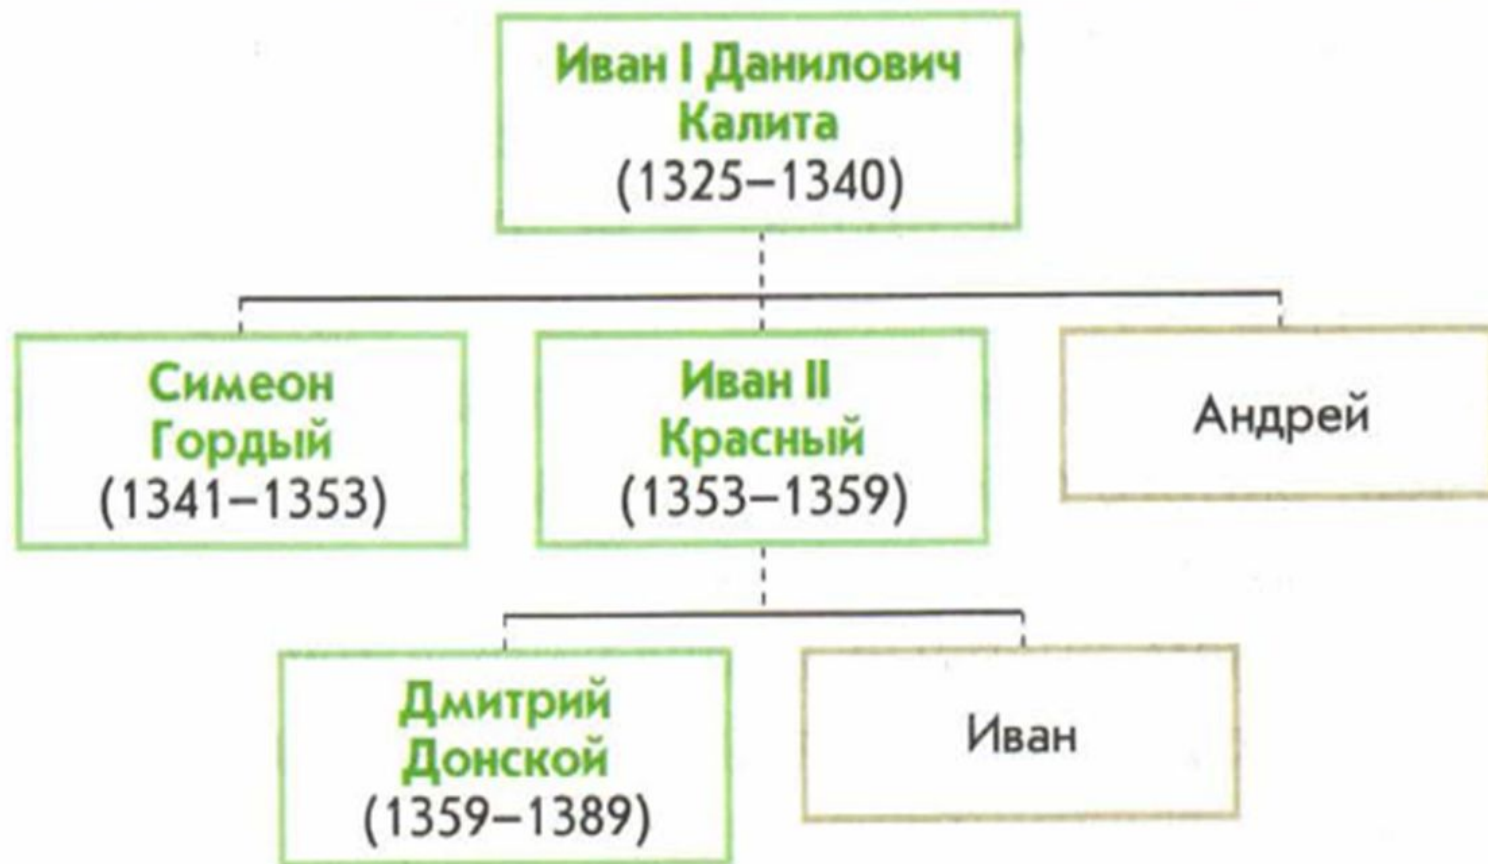 Иван I Данилович
Калита
(1325–1340)
Симеон
Гордый
(1341–1353)
Иван II
Красный
(1353–1359)
Андрей
Дмитрий
Донской
(1359–1389)
Иван